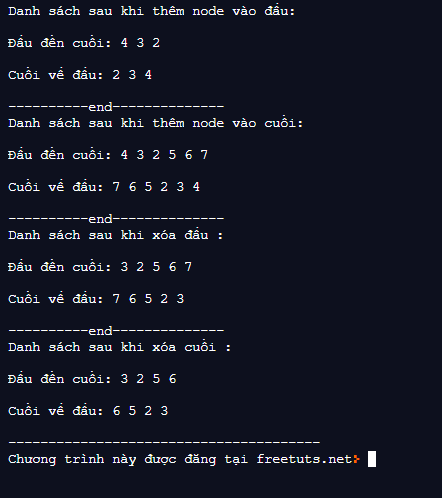 Danh sách sau khi thêm node vào đầu:
Đầu đến cuối: 4 3 2
Cuối về đầu: 2 3 4
----------end--------------
Danh sách sau khi thêm node vào cuối:
Đầu đến cuối: 4 3 2 5 6 7
Cuối về đầu: 7 6 5 2 3 4
----------end--------------
Danh sách sau khi xóa đầu :
Đầu đến cuối: 3 2 5 6 7
Cuối về đầu: 7 6 5 2 3
----------end--------------
Danh sách sau khi xóa cuối :
Đầu đến cuối: 3 2 5 6
Cuối về đầu: 6 5 2 3
---------------------------------------
Chương trình này được đăng tại freetuts.net